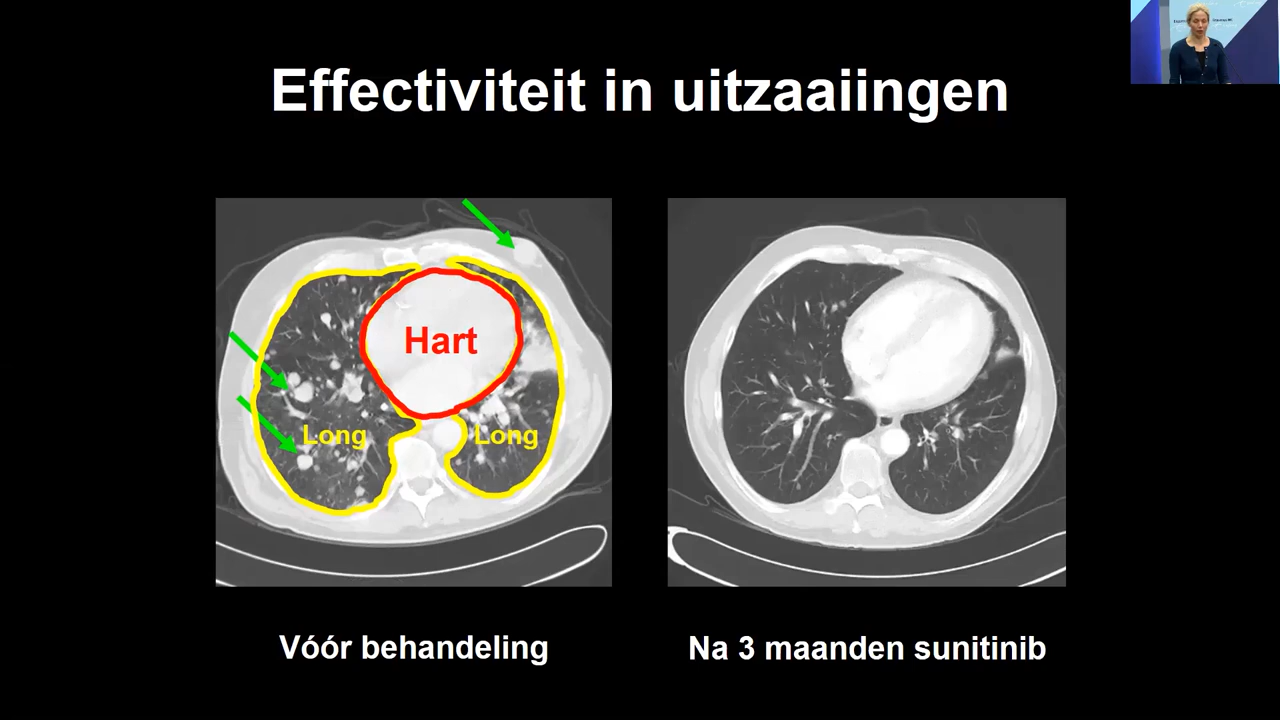 Effectiviteit in uitzaaiingen
Hart
Long
Long
Vóór behandeling
Na 3 maanden sunitinib